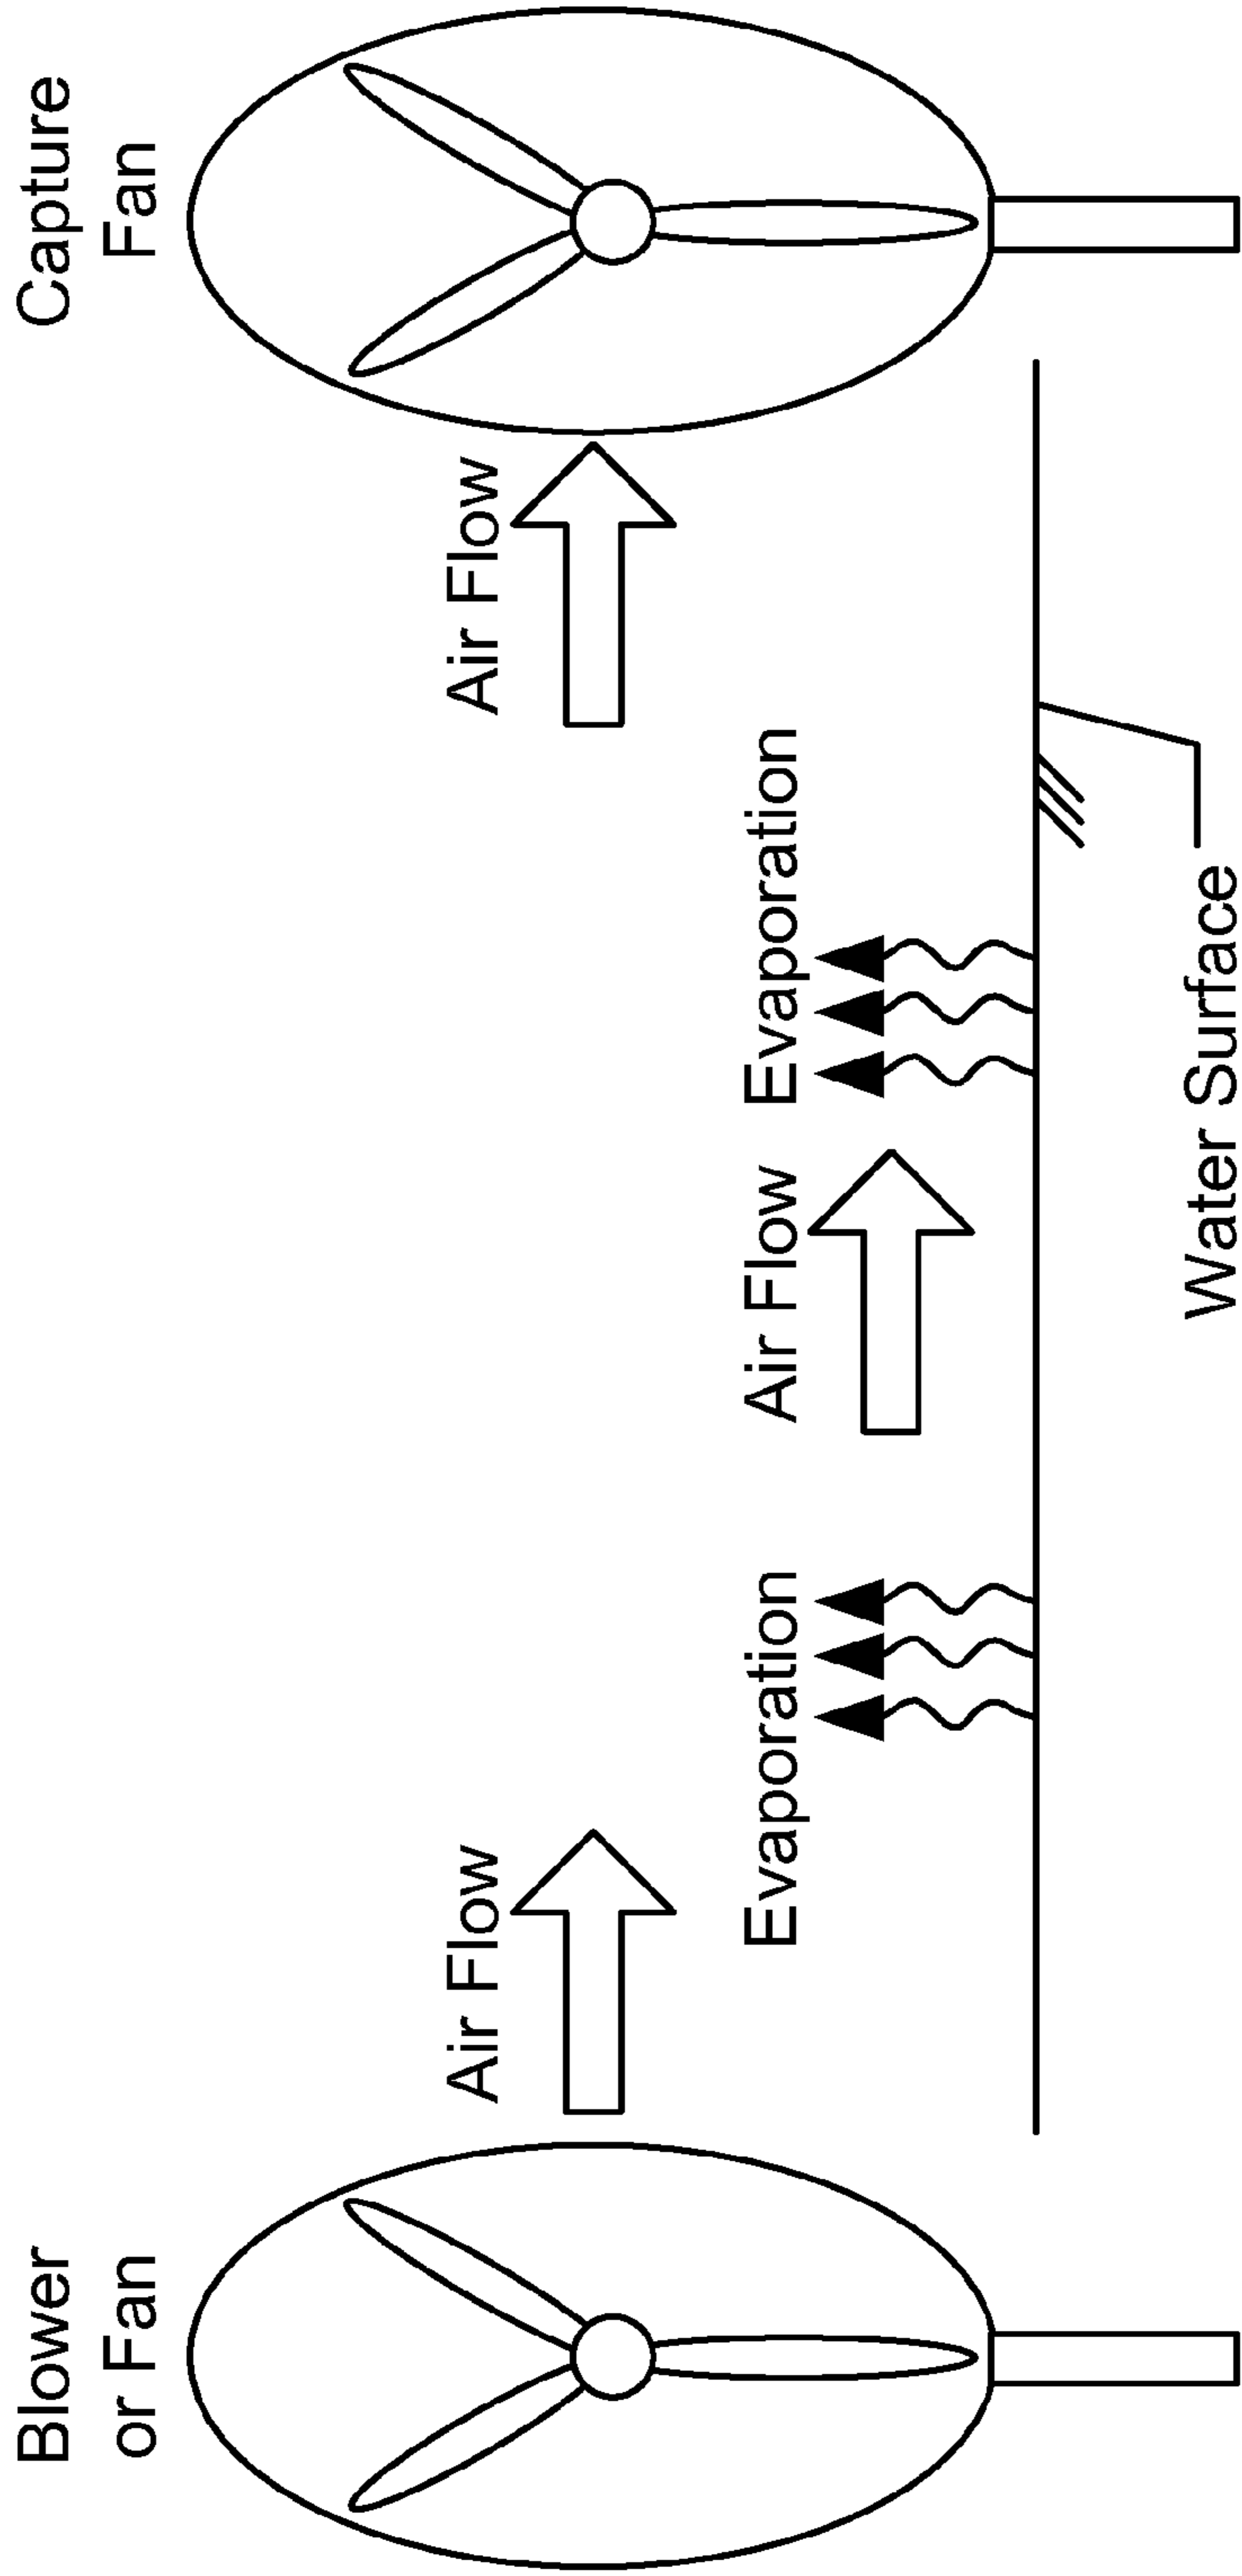 Blower
or Fan
Capture
Fan
Air Flow
Air Flow
Evaporation
Air Flow
Evaporation
Water Surface